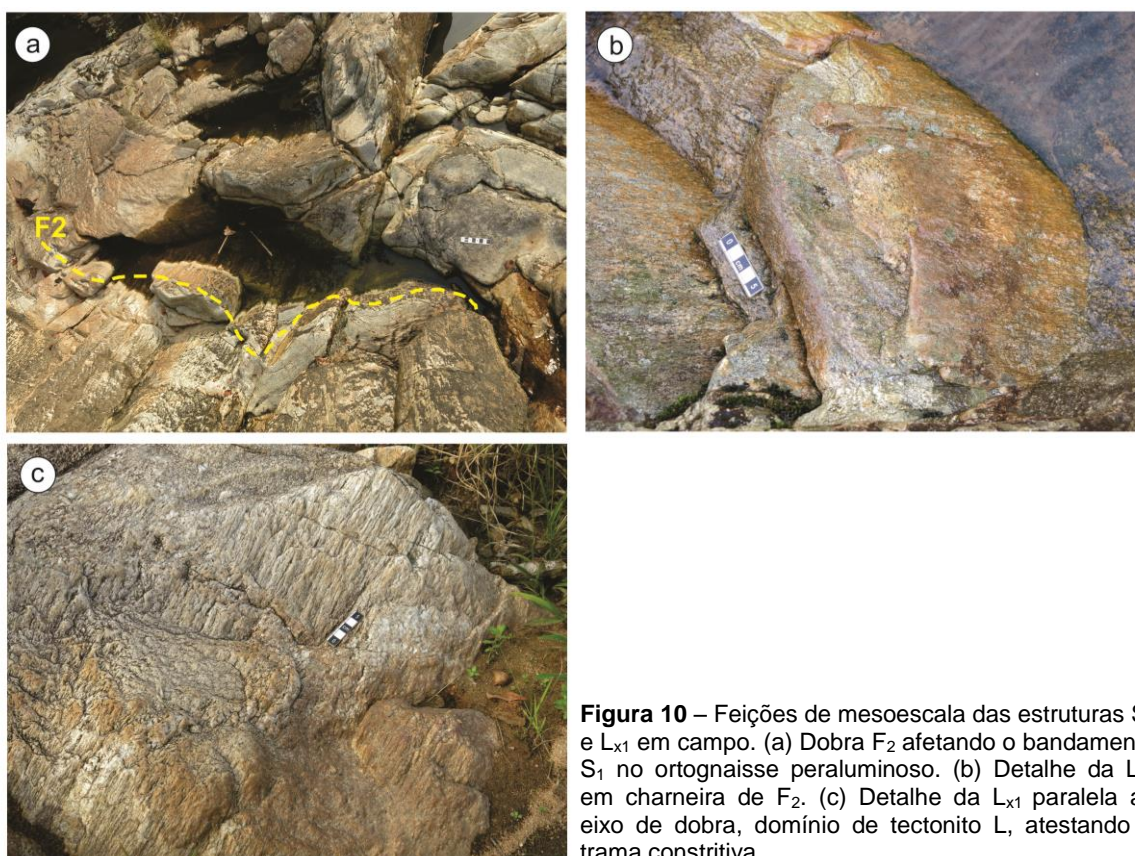 a
b
F2
c
Figura 10 – Feições de mesoescala das estruturas
e Lx1 em campo. (a) Dobra F2 afetando o
S1 no ortognaisse peraluminoso. (b) Detalhe da
em charneira de F2. (c) Detalhe da Lx1 paralela
eixo de dobra, domínio de tectonito L, atestando
trama constritiva